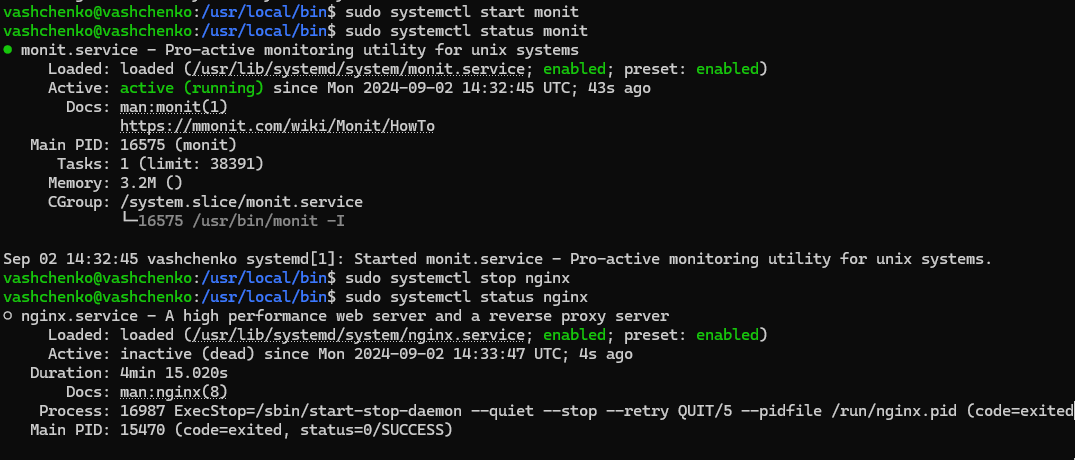 vashchenko@vashchenko:/usr/local/bin$ sudo systemctl start monit
vashchenko@vashchenko:/usr/local/bin$ sudo systemctl status monit
● monit.service – Pro-active monitoring utility for unix systems
     Loaded: loaded (/usr/lib/systemd/system/monit.service; enabled; preset: enabled)
     Active: active (running) since Mon 2024-09-02 14:32:45 UTC; 43s ago
       Docs: man:monit(1)
             https://mmonit.com/wiki/Monit/HowTo
   Main PID: 16575 (monit)
      Tasks: 1 (limit: 38391)
     Memory: 3.2M ()
     CGroup: /system.slice/monit.service
             └─16575 /usr/bin/monit -I
Sep 02 14:32:45 vashchenko systemd[1]: Started monit.service – Pro-active monitoring utility for unix systems.
vashchenko@vashchenko:/usr/local/bin$ sudo systemctl stop nginx
vashchenko@vashchenko:/usr/local/bin$ sudo systemctl status nginx
○ nginx.service – A high performance web server and a reverse proxy server
     Loaded: loaded (/usr/lib/systemd/system/nginx.service; enabled; preset: enabled)
     Active: inactive (dead) since Mon 2024-09-02 14:33:47 UTC; 4s ago
   Duration: 4min 15.020s
       Docs: man:nginx(8)
    Process: 16987 ExecStop=/sbin/start-stop-daemon --quiet --stop --retry QUIT/5 --pidfile /run/nginx.pid (code=exited
   Main PID: 15470 (code=exited, status=0/SUCCESS)